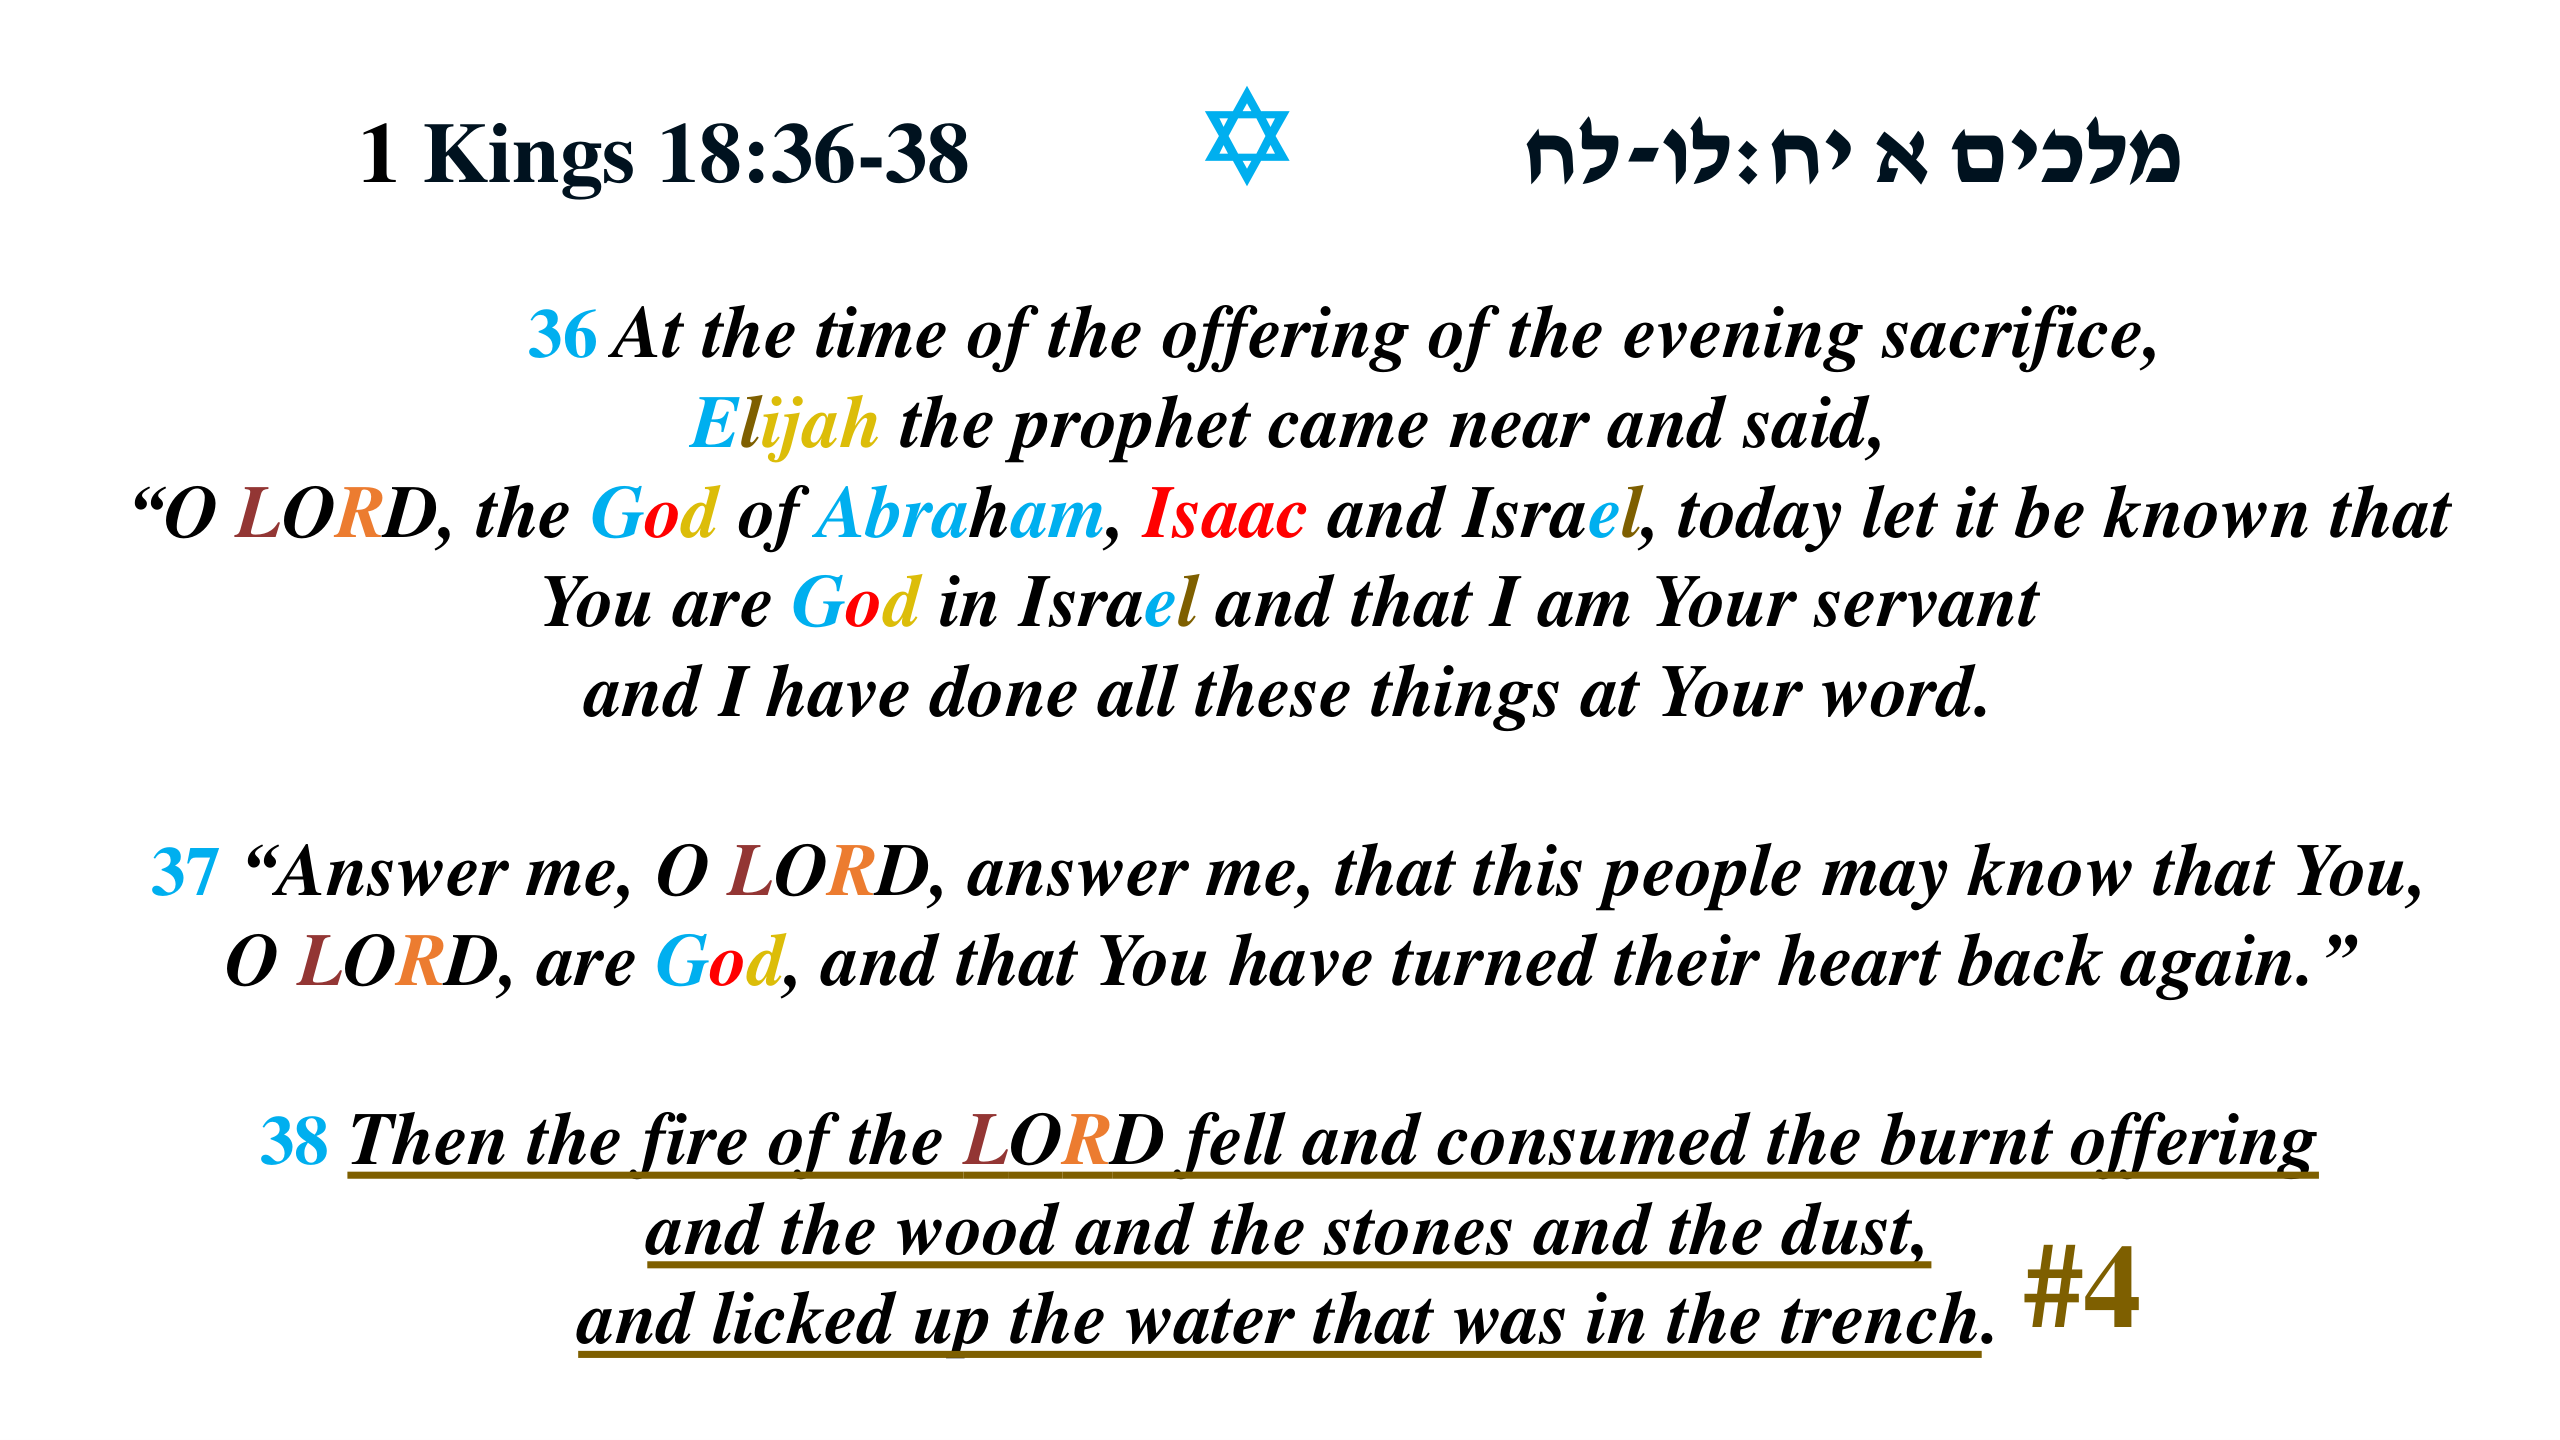 1 Kings 18:36-38 ✡ מלכים א יח:לו-לח
36 At the time of the offering of the evening sacrifice,
Elijah the prophet came near and said,
“O LORD, the God of Abraham, Isaac and Israel, today let it be known that
You are God in Israel and that I am Your servant
and I have done all these things at Your word.
37 “Answer me, O LORD, answer me, that this people may know that You,
O LORD, are God, and that You have turned their heart back again.”
38 Then the fire of the LORD fell and consumed the burnt offering
and the wood and the stones and the dust,
and licked up the water that was in the trench. #4